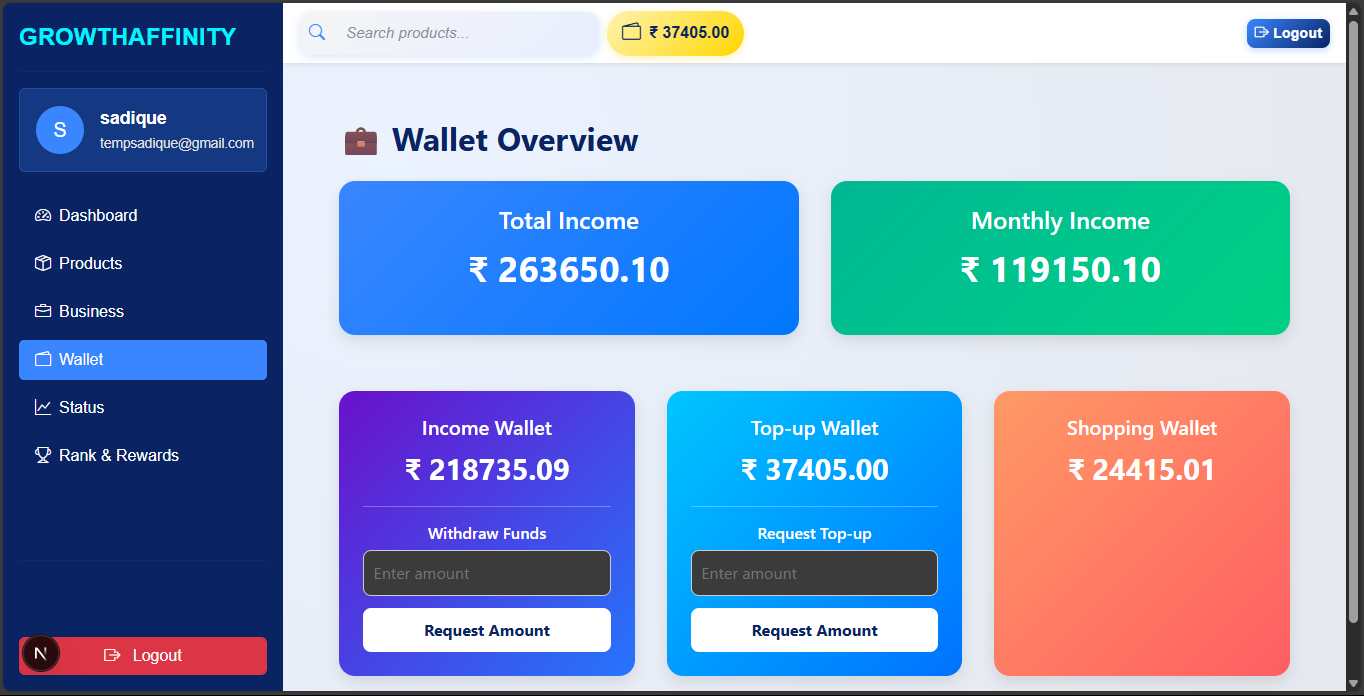 GROWTHAFFINITY
S
sadique
tempsadique@gmail.com
Dashboard
Products
Business
Wallet
Status
Rank & Rewards
N
Logout
Search products...
₹ 37405.00
Logout
Wallet Overview
Total Income
₹ 263650.10
Monthly Income
₹ 119150.10
Income Wallet
₹ 218735.09
Withdraw Funds
Enter amount
Request Amount
Top-up Wallet
₹ 37405.00
Request Top-up
Enter amount
Request Amount
Shopping Wallet
₹ 24415.01